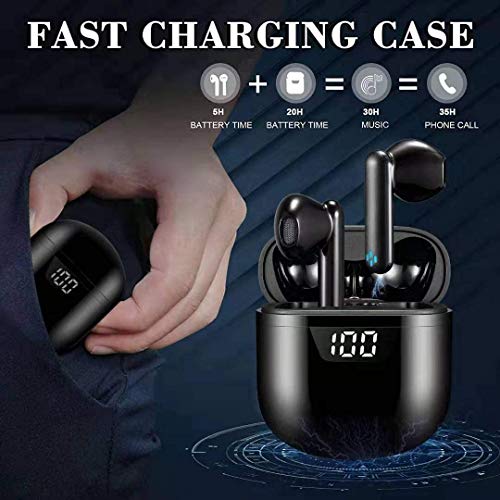 FAST CHARGING CASE
+ = =
5H 20H 30H 35H
BATTERY TIME BATTERY TIME MUSIC PHONE CALL
100
100